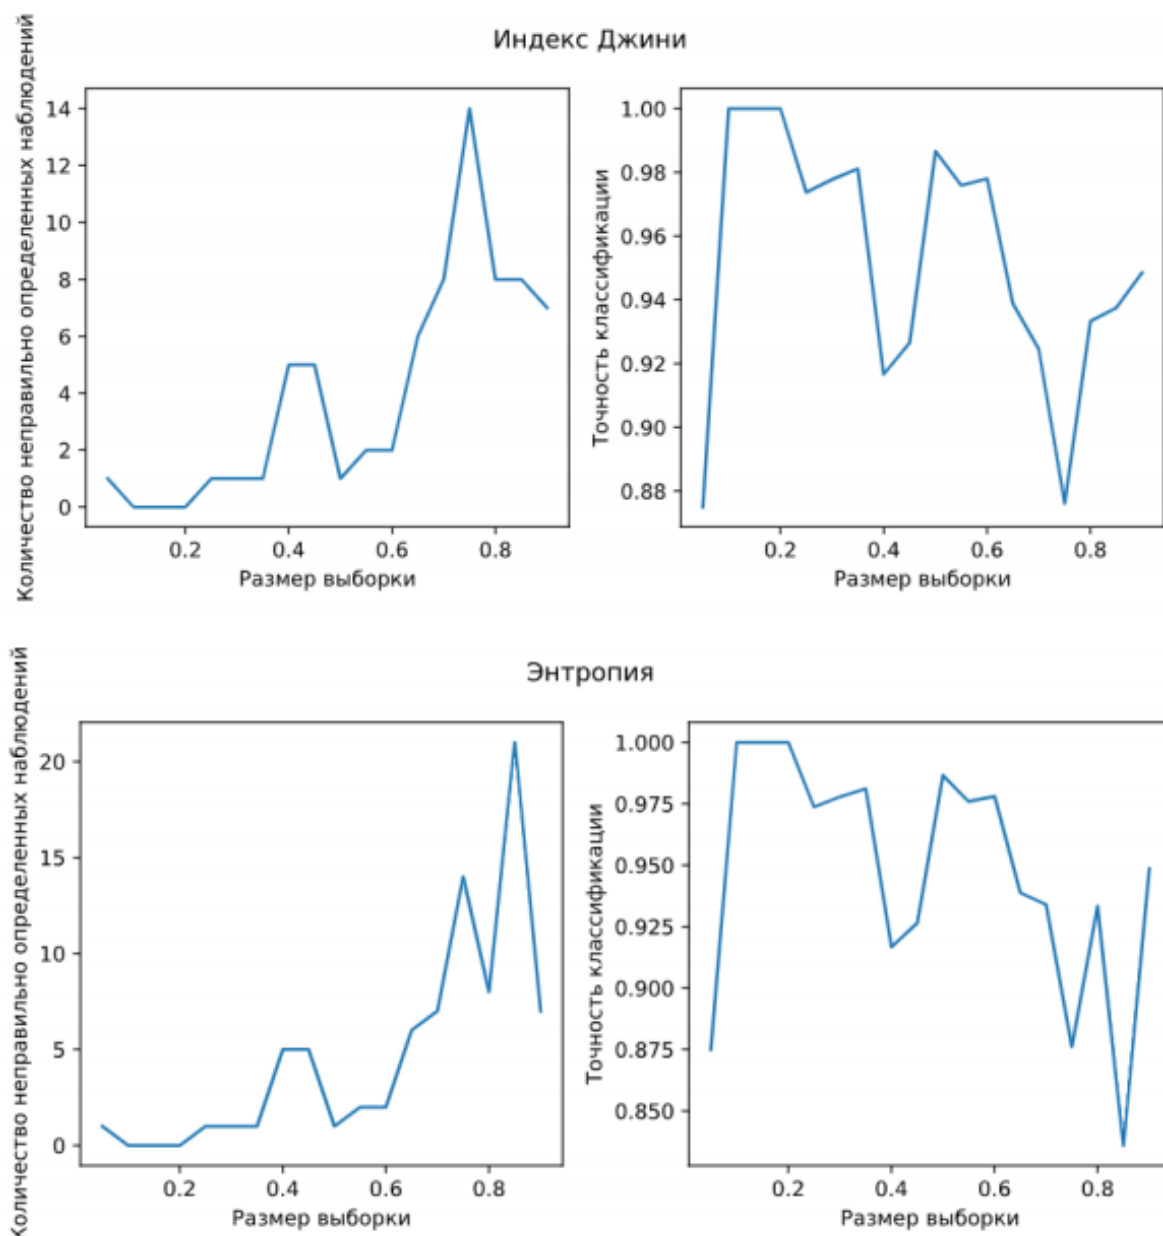 Индекс Джини
Количество неправильно определенных наблюдений
14
12
10
8
6
4
2
0
0.2 0.4 0.6 0.8
Размер выборки
Точность классификации
1.00
0.98
0.96
0.94
0.92
0.90
0.88
0.2 0.4 0.6 0.8
Размер выборки
Энтропия
Количество неправильно определенных наблюдений
20
15
10
5
0
0.2 0.4 0.6 0.8
Размер выборки
Точность классификации
1.000
0.975
0.950
0.925
0.900
0.875
0.850
0.2 0.4 0.6 0.8
Размер выборки